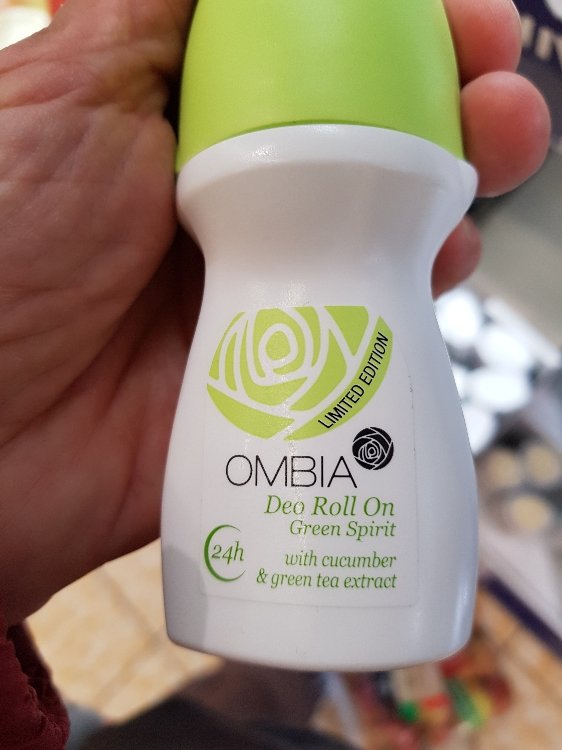 LIMITED EDITION
OMBIA
Deo Roll On
Green Spirit
24h
with cucumber
& green tea extract